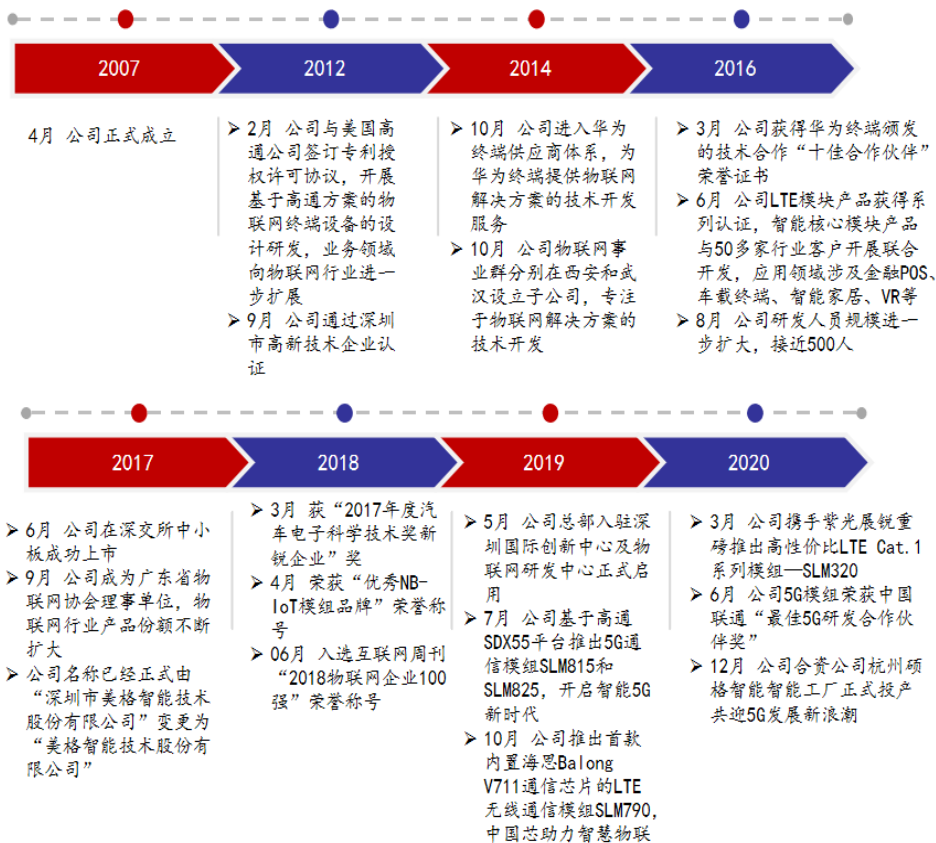 2007
2012
2014
2016
4月 公司正式成立
➢ 2月 公司与美国高
通公司签订专利授
权许可协议，开展
基于高通方案的物
联网终端设备的设
计研发，业务领域
向物联网行业进一
步扩展
➢ 9月 公司通过深圳
市高新技术企业认
证
➢ 10月 公司进入华为
终端供应商体系，为
华为终端提供物联网
解决方案的技术开发
服务
➢ 10月 公司物联网事
业群分别在西安和武
汉设立子公司，专注
于物联网解决方案的
技术开发
➢ 3月 公司获得华为终端颁发
的技术合作“十佳合作伙伴”
荣誉证书
➢ 6月 公司LTE模块产品获得系
列认证，智能核心模块产品
与50多家行业客户开展联合
开发，应用领域涉及金融POS、
车载终端、智能家居、VR等
➢ 8月 公司研发人员规模进一
步扩大，接近500人
2017
2018
2019
2020
➢ 6月 公司在深交所中小
板成功上市
➢ 9月 公司成为广东省物
联网协会理事单位，物
联网行业产品份额不断
扩大
➢ 公司名称已经正式由
“深圳市美格智能技术
股份有限公司”变更为
“美格智能技术股份有
限公司”
➢ 3月 获“2017年度汽
车电子科学技术奖新
锐企业”奖
➢ 4月 荣获“优秀NB-
IoT模组品牌”荣誉称
号
➢ 06月 入选互联网周刊
“2018物联网企业100
强”荣誉称号
➢ 5月 公司总部入驻深
圳国际创新中心及物
联网研发中心正式启
用
➢ 7月 公司基于高通
SDX55平台推出5G通
信模组SLM815和
SLM825，开启智能5G
新时代
➢ 10月 公司推出首款
内置海思Balong
V711通信芯片的LTE
无线通信模组SLM790，
中国芯助力智慧物联
➢ 3月 公司携手紫光展锐重
磅推出高性价比LTE Cat.1
系列模组—SLM320
➢ 6月 公司5G模组荣获中国
联通“最佳5G研发合作伙
伴奖”
➢ 12月 公司合资公司杭州硕
格智能智能工厂正式投产
共迎5G发展新浪潮